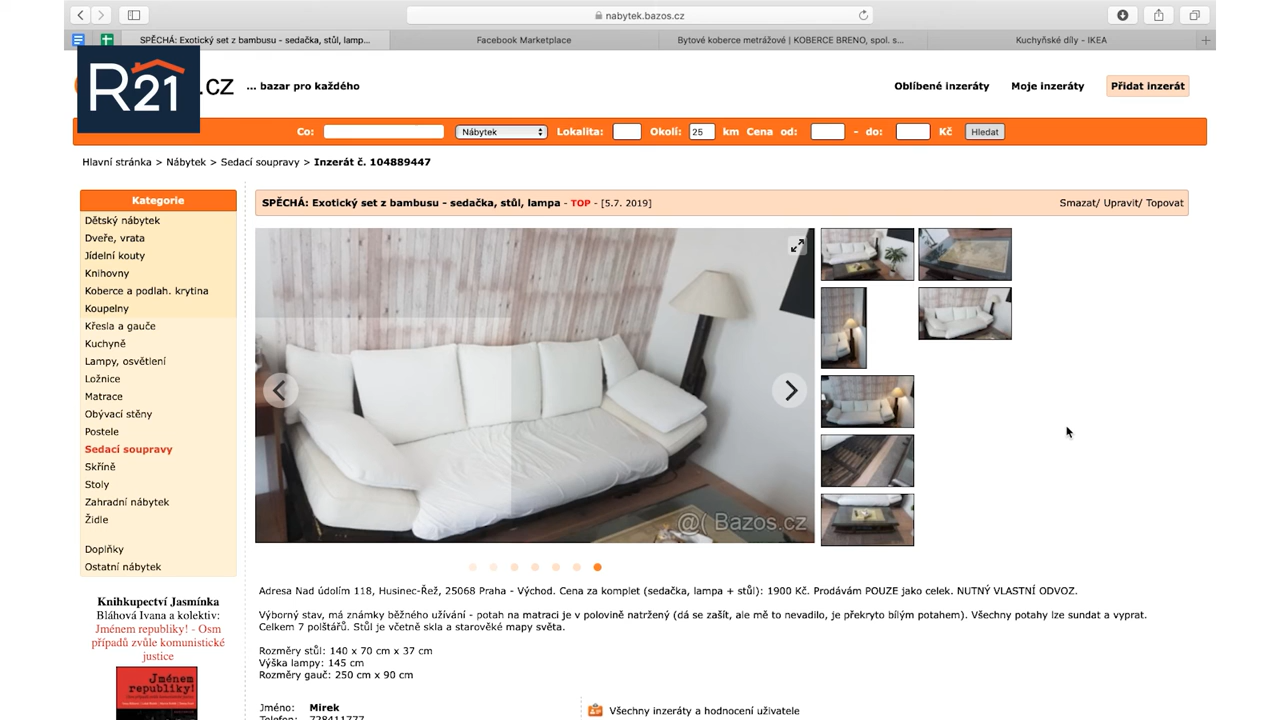 nabytek.bazos.cz
SPĚCHÁ: Exotický set z bambusu - sedačka, stůl, lamp...
Facebook Marketplace
Bytové koberce metrážové | KOBERCE BRENO, spol. s...
Kuchyňské díly - IKEA
R21
.cz
... bazar pro každého
Oblíbené inzeráty
Moje inzeráty
Přidat inzerát
Co:
Nábytek
Lokalita:
Okolí:
25
km
Cena od:
- do:
Kč
Hledat
Hlavní stránka > Nábytek > Sedací soupravy > Inzerát č. 104889447
Kategorie
Dětský nábytek
Dveře, vrata
Jídelní kouty
Knihovny
Koberce a podlah. krytina
Koupelny
Křesla a gauče
Kuchyně
Lampy, osvětlení
Ložnice
Matrace
Obývací stěny
Postele
Sedací soupravy
Skříně
Stoly
Zahradní nábytek
Židle
Doplňky
Ostatní nábytek
Knihkupectví Jasmínka
Bláhová Ivana a kolektiv:
Jménem republiky! - Osm
případů zvůle komunistické
justice
Jménem
republiky!
SPĚCHÁ: Exotický set z bambusu - sedačka, stůl, lampa - TOP - [5.7. 2019]
Smazat/ Upravit/ Topovat
@( Bazos.cz
Adresa Nad údolím 118, Husinec-Řež, 25068 Praha - Východ. Cena za komplet (sedačka, lampa + stůl): 1900 Kč. Prodávám POUZE jako celek. NUTNÝ VLASTNÍ ODVOZ.
Výborný stav, má známky běžného užívání - potah na matraci je v polovině natržený (dá se zašít, ale mě to nevadilo, je překryto bílým potahem). Všechny potahy lze sundat a vyprat.
Celkem 7 polštářů. Stůl je včetně skla a starověké mapy světa.
Rozměry stůl: 140 x 70 cm x 37 cm
Výška lampy: 145 cm
Rozměry gauč: 250 cm x 90 cm
Jméno: Mirek
Všechny inzeráty a hodnocení uživatele
Telefon: 728411777